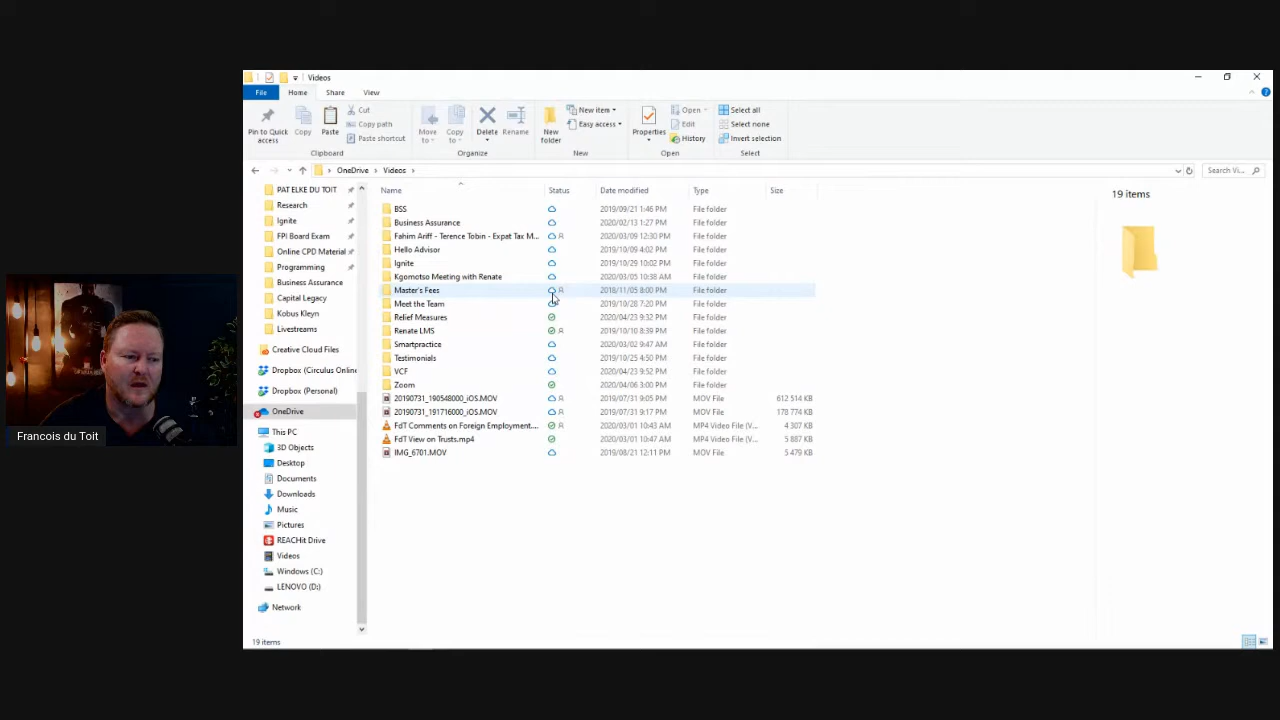 Videos
File Home Share View
Pin to Quick access
Copy
Paste
Cut
Copy path
Paste shortcut
Clipboard
Move to
Copy to
Delete
Rename
Organize
New folder
New item
Easy access
New
Properties
Open
Edit
History
Open
Select all
Select none
Invert selection
Select
OneDrive Videos
Search Vi...
PAT ELKE DU TOIT
Research
Ignite
FPI Board Exam
Online CPD Material
Programming
Business Assurance
Capital Legacy
Kobus Kleyn
Livestreams
Creative Cloud Files
Dropbox (Circulus Online
Dropbox (Personal)
OneDrive
This PC
3D Objects
Desktop
Documents
Downloads
Music
Pictures
REACHit Drive
Videos
Windows (C:)
LENOVO (D:)
Network
Name Status Date modified Type Size
BSS 2019/09/21 1:46 PM File folder
Business Assurance 2020/02/13 1:27 PM File folder
Fahim Ariff - Terence Tobin - Expat Tax M... 2020/03/09 12:30 PM File folder
Hello Advisor 2019/10/09 4:02 PM File folder
Ignite 2019/10/29 10:02 PM File folder
Kgomotso Meeting with Renate 2020/03/05 10:38 AM File folder
Master's Fees 2018/11/05 8:00 PM File folder
Meet the Team 2019/10/28 7:20 PM File folder
Relief Measures 2020/04/23 9:32 PM File folder
Renate LMS 2019/10/10 8:39 PM File folder
Smartpractice 2020/03/02 9:47 AM File folder
Testimonials 2019/10/25 4:50 PM File folder
VCF 2020/04/23 9:52 PM File folder
Zoom 2020/04/06 3:00 PM File folder
20190731_190548000_iOS.MOV 2019/07/31 9:05 PM MOV File 612 514 KB
20190731_191716000_iOS.MOV 2019/07/31 9:17 PM MOV File 178 774 KB
FdT Comments on Foreign Employment.... 2020/03/01 10:43 AM MP4 Video File (V... 4 307 KB
FdT View on Trusts.mp4 2020/03/01 10:47 AM MP4 Video File (V... 5 887 KB
IMG_6701.MOV 2019/08/21 12:11 PM MOV File 5 479 KB
19 items
19 items
Francois du Toit